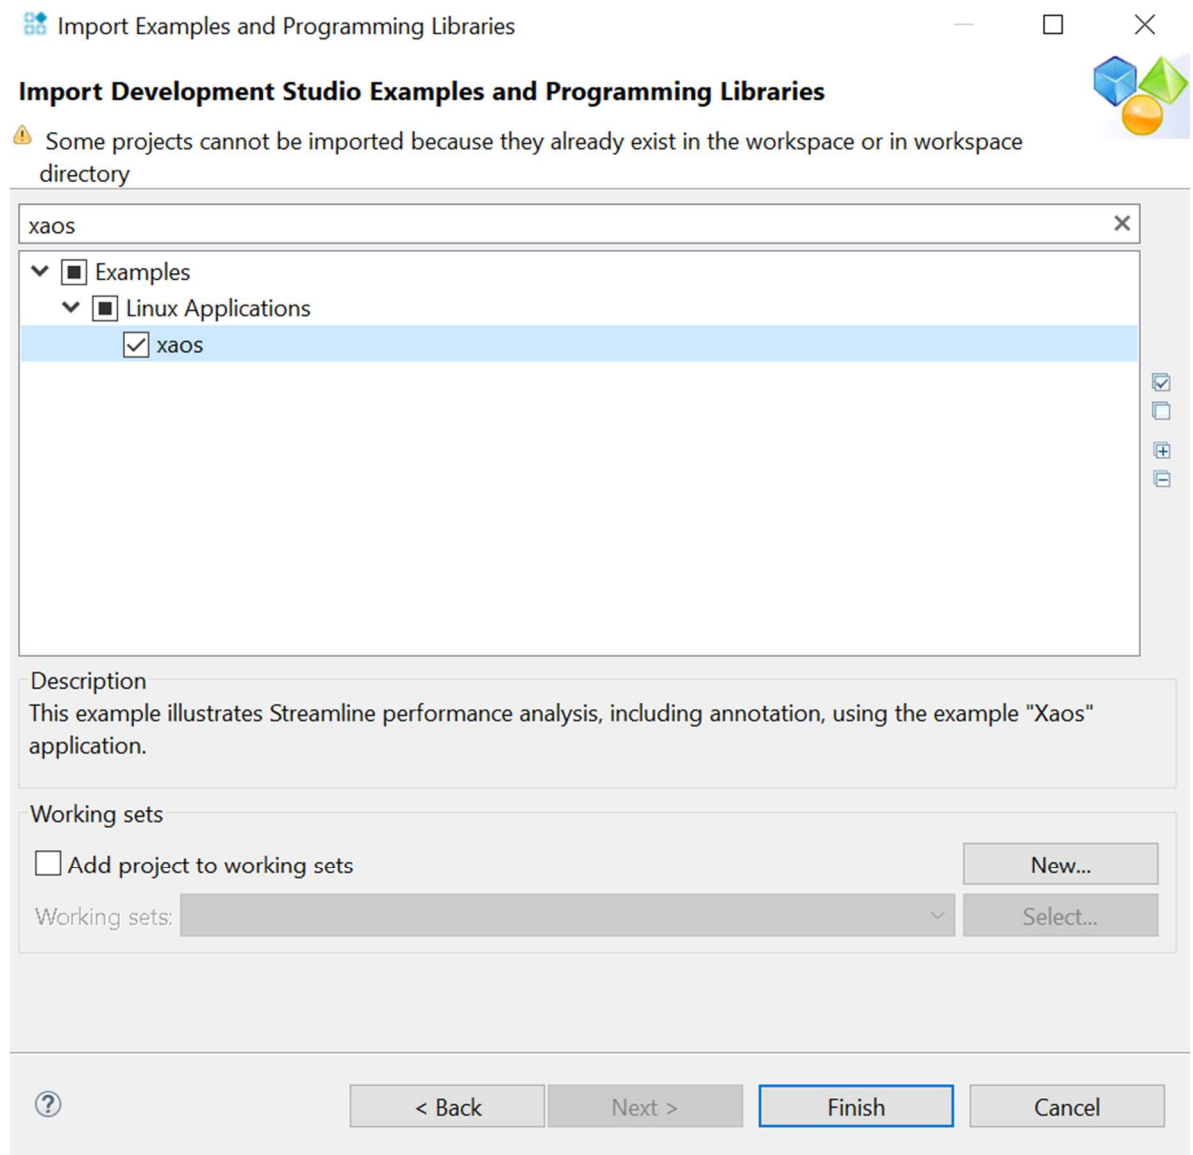 Import Examples and Programming Libraries
Import Development Studio Examples and Programming Libraries
Some projects cannot be imported because they already exist in the workspace or in workspace
directory
xaos
Examples
Linux Applications
xaos
Description
This example illustrates Streamline performance analysis, including annotation, using the example "Xaos"
application.
Working sets
Add project to working sets
New...
Working sets:
Select...
< Back
Next >
Finish
Cancel